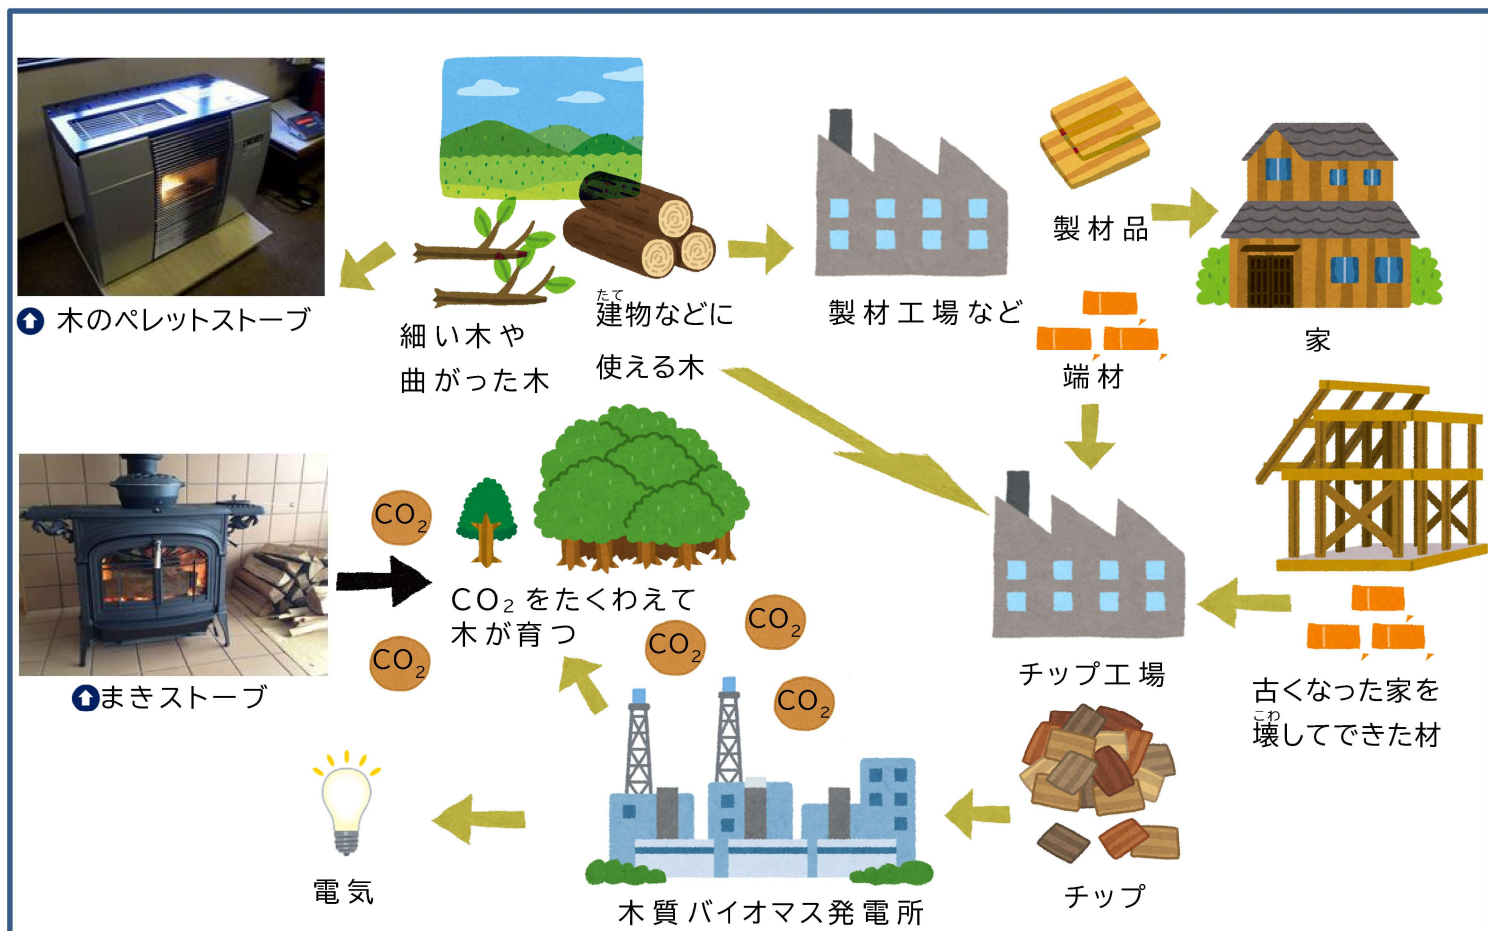 木のペレットストーブ
細い木や
曲がった木
たて
建物などに
使える木
製材工場など
製材品
家
端材
まきストーブ
CO₂
CO₂
CO₂をたくわえて
木が育つ
CO₂
CO₂
CO₂
チップ工場
古くなった家を
こわ
壊してできた材
電気
木質バイオマス発電所
チップ